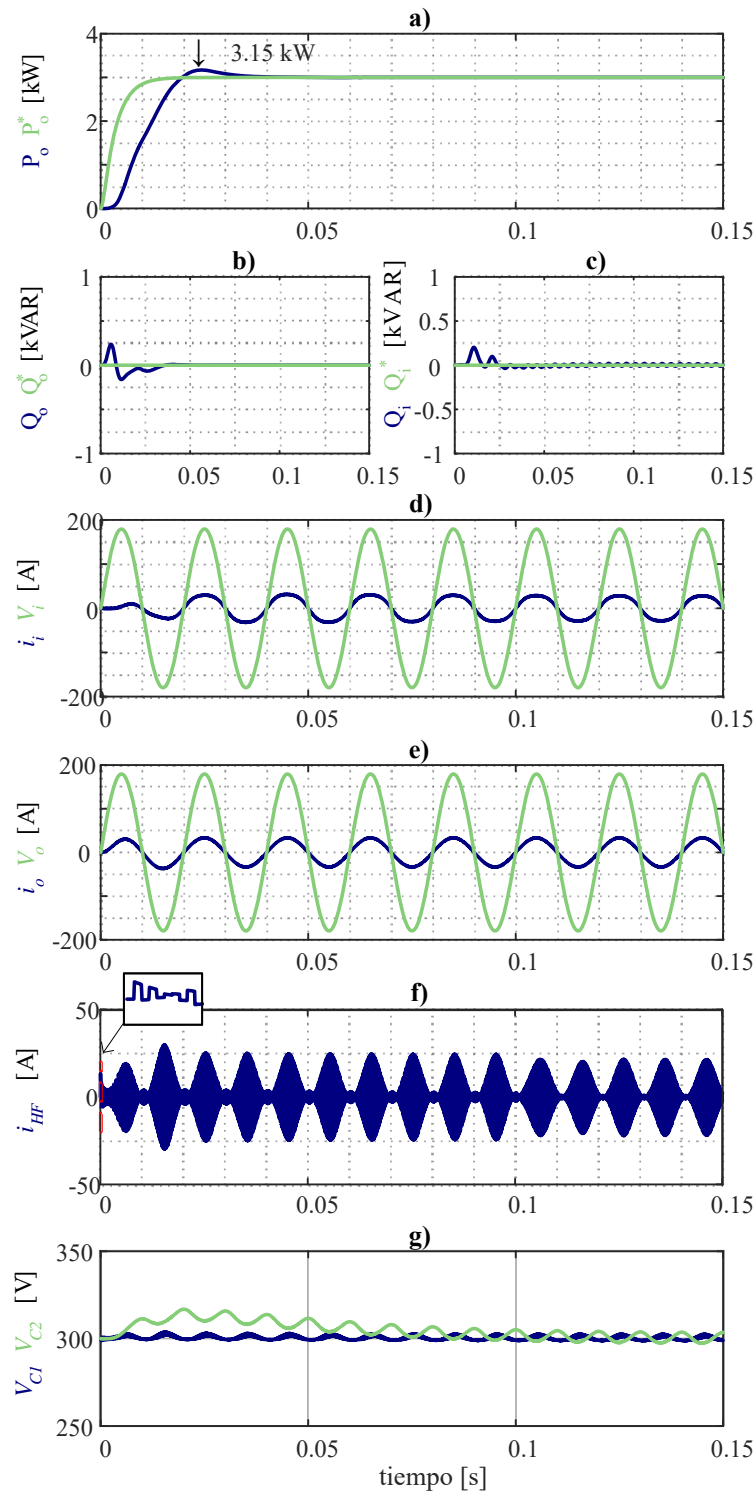 a)
4
2
0
P_o P_o^* [kW]
3.15 kW
0 0.05 0.1 0.15
b)
1
0
-1
Q_o Q_o^* [kVAR]
0 0.05 0.1 0.15
c)
1
0.5
0
-0.5
-1
Q_i Q_i^* [kVAR]
0 0.05 0.1 0.15
d)
200
0
-200
i_i V_i [A]
0 0.05 0.1 0.15
e)
200
0
-200
i_o V_o [A]
0 0.05 0.1 0.15
f)
50
0
-50
i_HF [A]
0 0.05 0.1 0.15
g)
350
300
250
V_C1 V_C2 [V]
0 0.05 0.1 0.15
tiempo [s]